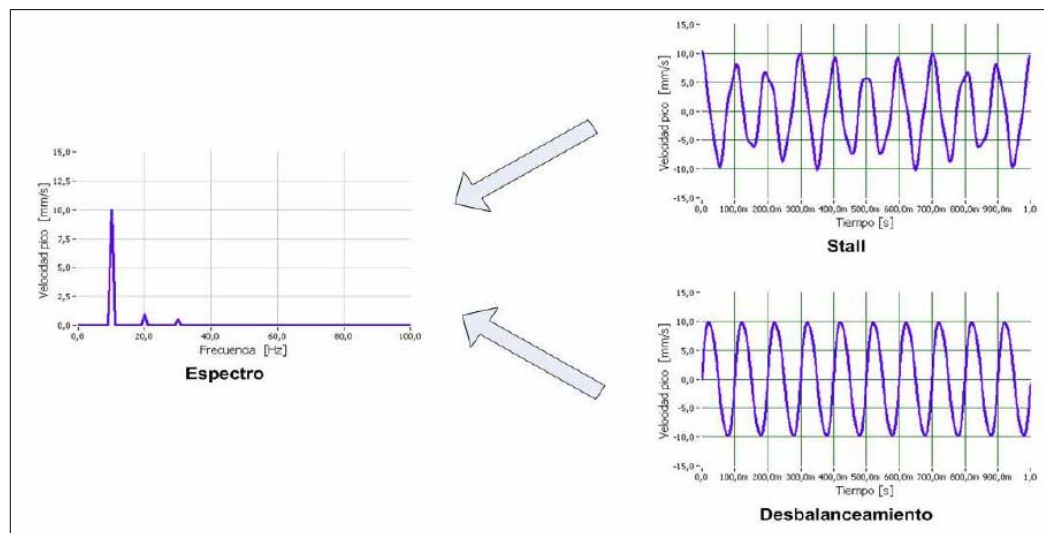 15,0
12,5
10,0
7,5
5,0
2,5
0,0
Velocidad pico [mm/s]
0,0 20,0 40,0 60,0 80,0 100,0
Frecuencia [Hz]
Espectro
15,0
10,0
5,0
0,0
-5,0
-10,0
-15,0
Velocidad pico [mm/s]
0,0 100,0m 200,0m 300,0m 400,0m 500,0m 600,0m 700,0m 800,0m 900,0m 1,0
Tiempo [s]
Stall
15,0
10,0
5,0
0,0
-5,0
-10,0
-15,0
Velocidad pico [mm/s]
0,0 100,0m 200,0m 300,0m 400,0m 500,0m 600,0m 700,0m 800,0m 900,0m 1,0
Tiempo [s]
Desbalanceamiento